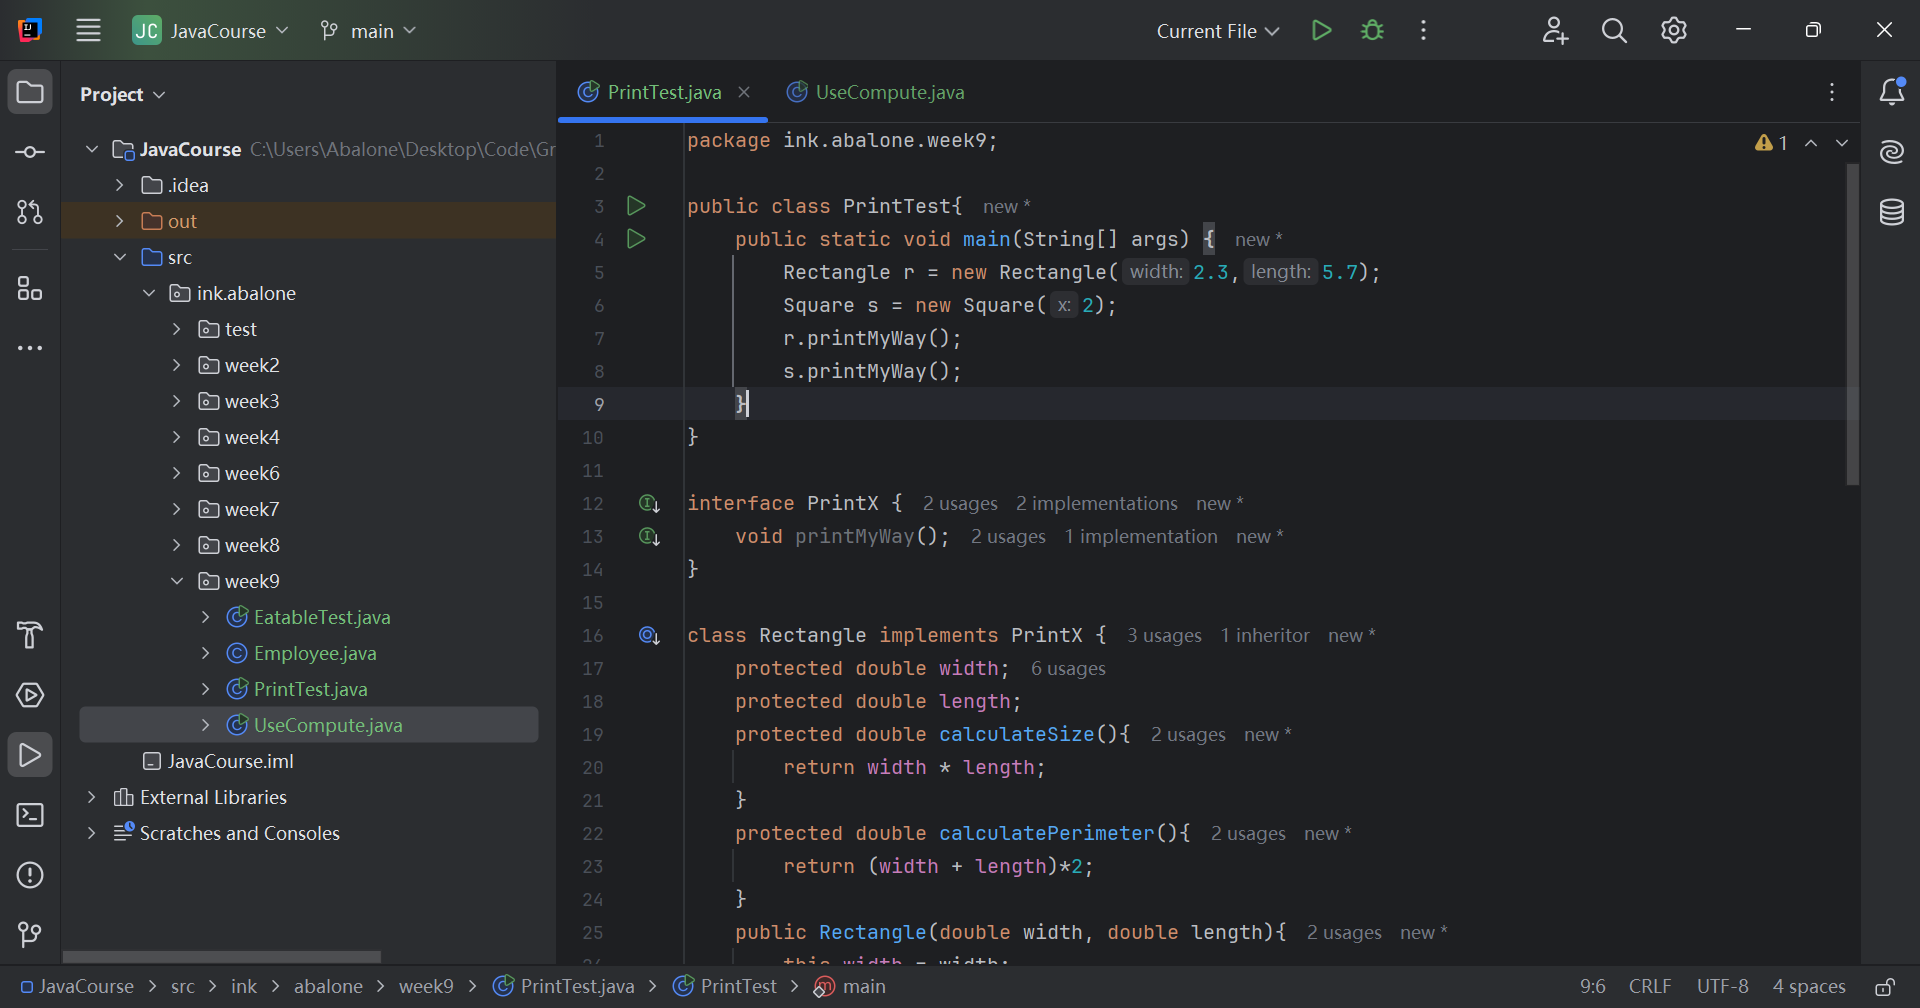 JC JavaCourse main Current File
Project
PrintTest.java UseCompute.java
JavaCourse C:\Users\Abalone\Desktop\Code\Gr
.idea
out
src
ink.abalone
test
week2
week3
week4
week6
week7
week8
week9
EatableTest.java
Employee.java
PrintTest.java
UseCompute.java
JavaCourse.iml
External Libraries
Scratches and Consoles
1 package ink.abalone.week9;
1
2
3 public class PrintTest{ new *
4 public static void main(String[] args) { new *
5 Rectangle r = new Rectangle( width: 2.3, length: 5.7);
6 Square s = new Square( x: 2);
7 r.printMyWay();
8 s.printMyWay();
9 }
10 }
11
12 interface PrintX { 2 usages 2 implementations new *
13 void printMyWay(); 2 usages 1 implementation new *
14 }
15
16 class Rectangle implements PrintX { 3 usages 1 inheritor new *
17 protected double width; 6 usages
18 protected double length;
19 protected double calculateSize(){ 2 usages new *
20 return width * length;
21 }
22 protected double calculatePerimeter(){ 2 usages new *
23 return (width + length)*2;
24 }
25 public Rectangle(double width, double length){ 2 usages new *
JavaCourse > src > ink > abalone > week9 > PrintTest.java > PrintTest > main
9:6 CRLF UTF-8 4 spaces